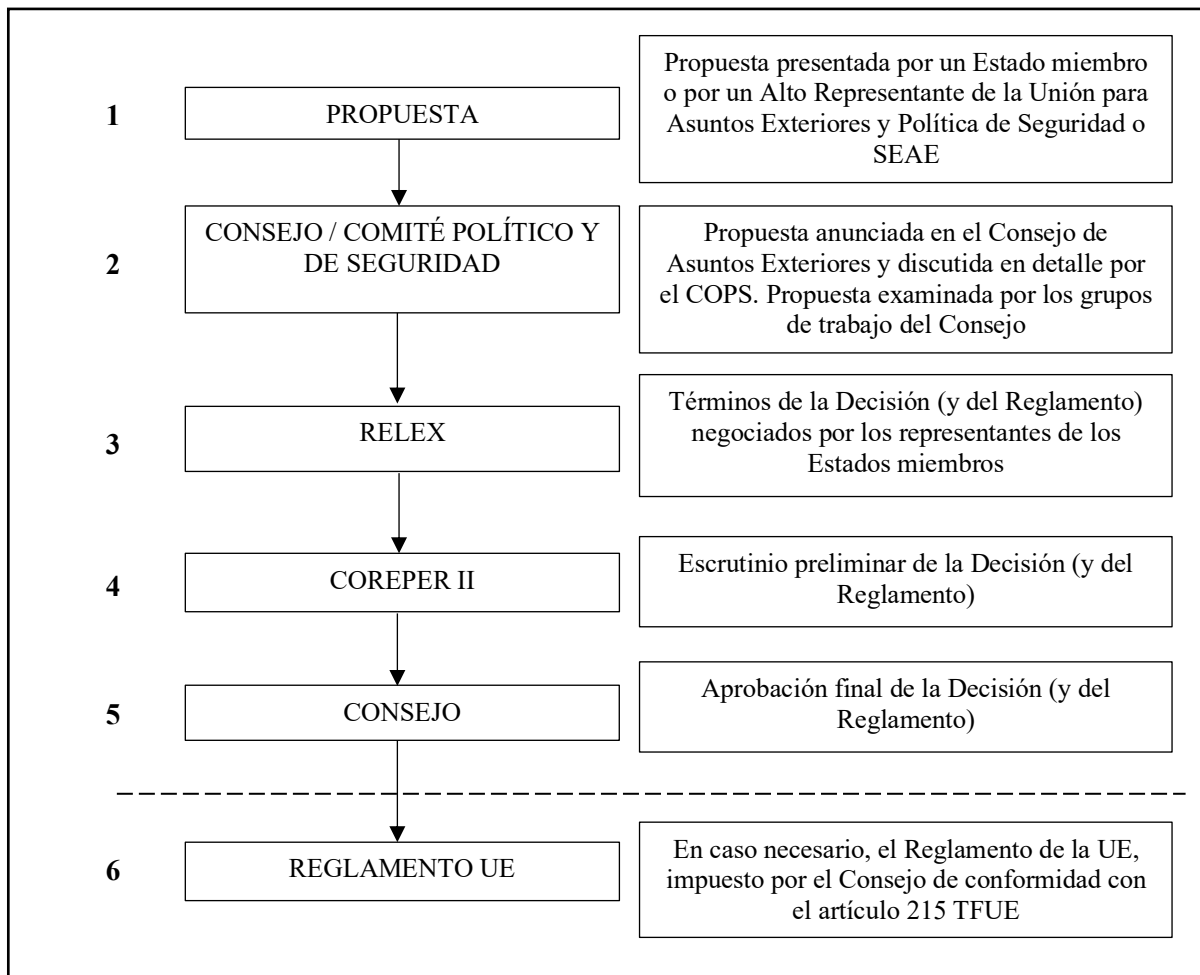 1
PROPUESTA
Propuesta presentada por un Estado miembro
o por un Alto Representante de la Unión para
Asuntos Exteriores y Política de Seguridad o
SEAE
2
CONSEJO / COMITÉ POLÍTICO Y
DE SEGURIDAD
Propuesta anunciada en el Consejo de
Asuntos Exteriores y discutida en detalle por
el COPS. Propuesta examinada por los grupos
de trabajo del Consejo
3
RELEX
Términos de la Decisión (y del Reglamento)
negociados por los representantes de los
Estados miembros
4
COREPER II
Escrutinio preliminar de la Decisión (y del
Reglamento)
5
CONSEJO
Aprobación final de la Decisión (y del
Reglamento)
6
REGLAMENTO UE
En caso necesario, el Reglamento de la UE,
impuesto por el Consejo de conformidad con
el artículo 215 TFUE